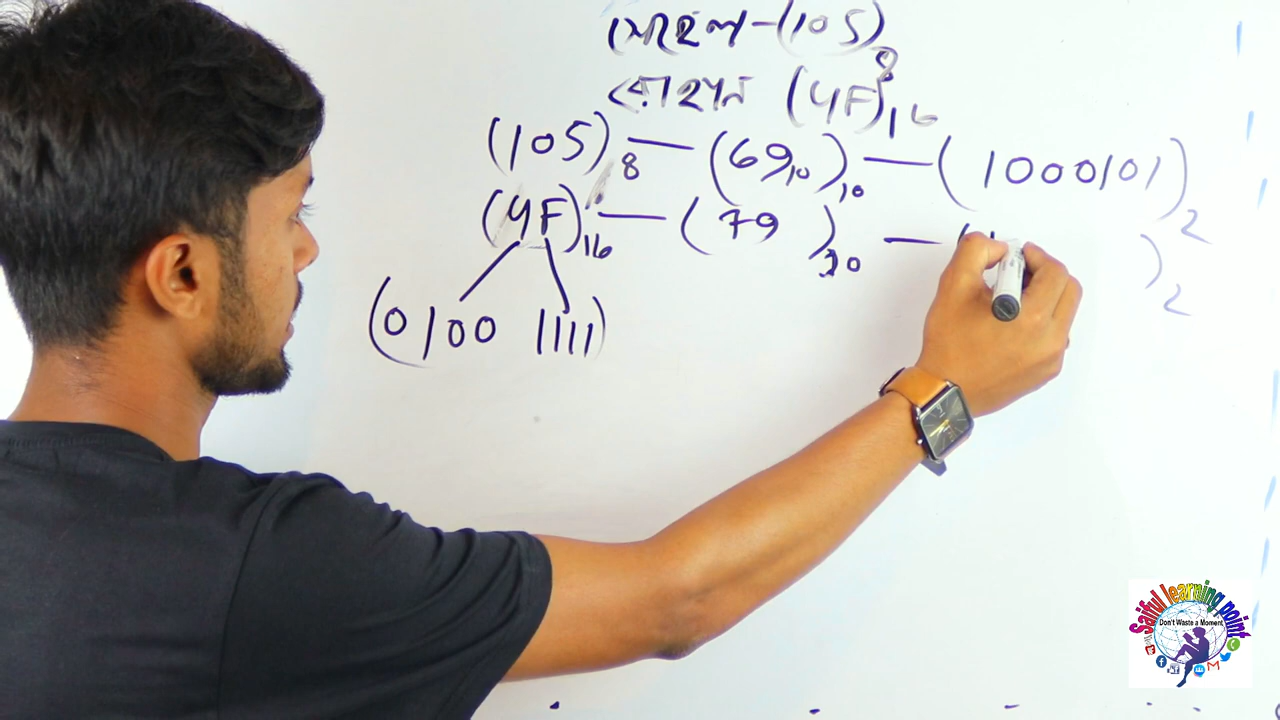 সোহেল-(105)8
রোহান (4F)16
(105)8 — (6910)10 — (1000101)2
(4F)16 — (79)10 — ( )2
(0100 1111)
Saiful learning point
Don't Waste a Moment